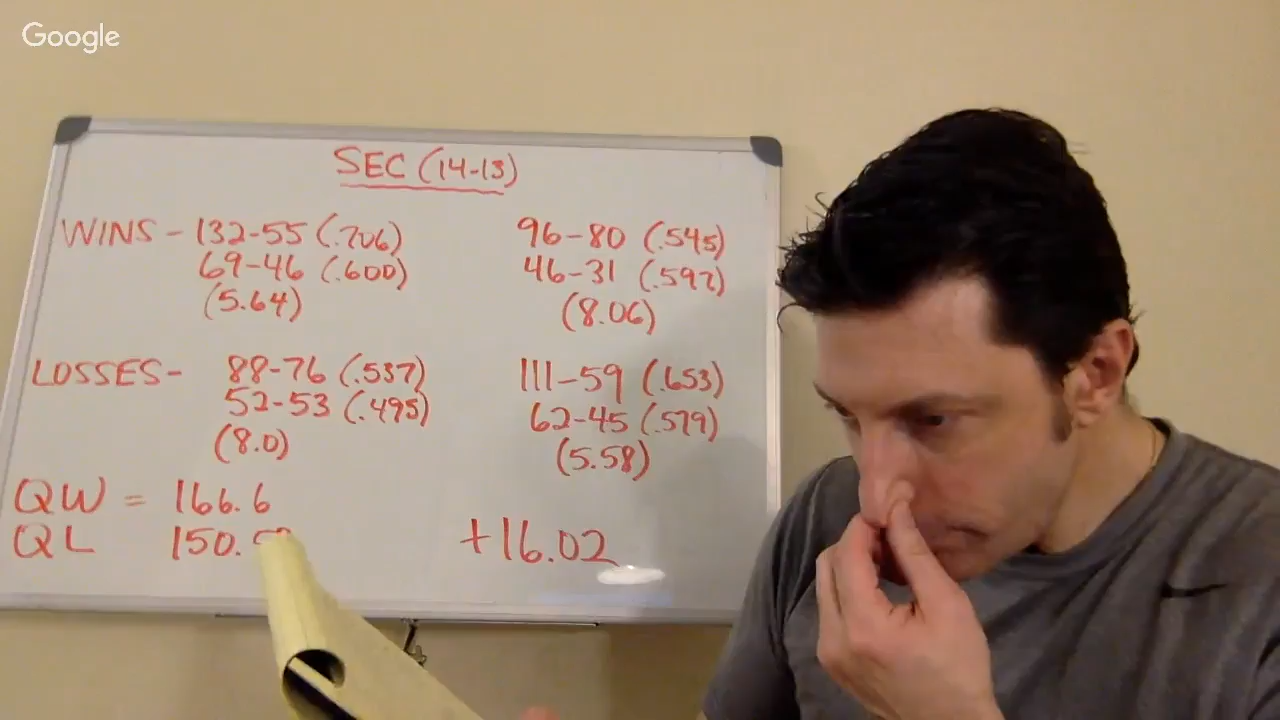 Google
SEC (14-13)
WINS - 132-55 (.706)
69-46 (.600)
(5.64)
96-80 (.545)
46-31 (.597)
(8.06)
LOSSES - 88-76 (.537)
52-53 (.495)
(8.0)
111-59 (.653)
62-45 (.579)
(5.58)
QW = 166.6
QL 150.
+16.02